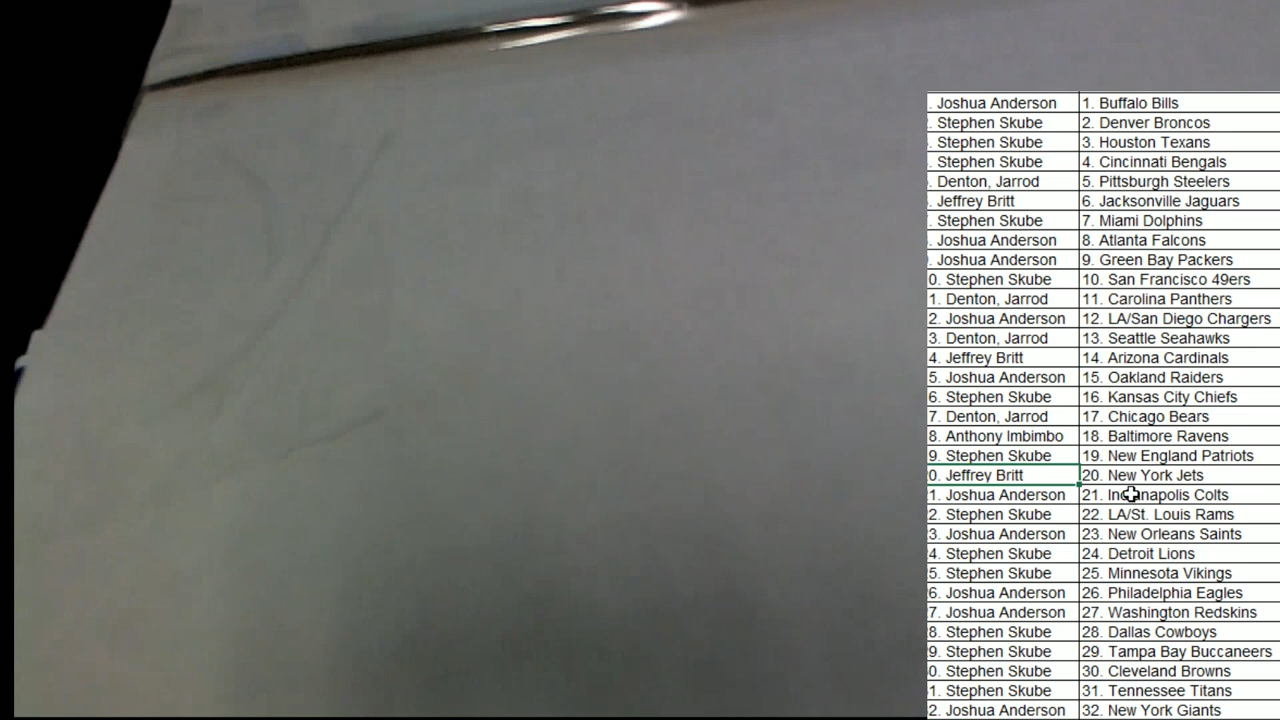 . Joshua Anderson 1. Buffalo Bills
. Stephen Skube 2. Denver Broncos
. Stephen Skube 3. Houston Texans
. Stephen Skube 4. Cincinnati Bengals
. Denton, Jarrod 5. Pittsburgh Steelers
. Jeffrey Britt 6. Jacksonville Jaguars
. Stephen Skube 7. Miami Dolphins
. Joshua Anderson 8. Atlanta Falcons
. Joshua Anderson 9. Green Bay Packers
0. Stephen Skube 10. San Francisco 49ers
1. Denton, Jarrod 11. Carolina Panthers
2. Joshua Anderson 12. LA/San Diego Chargers
3. Denton, Jarrod 13. Seattle Seahawks
4. Jeffrey Britt 14. Arizona Cardinals
5. Joshua Anderson 15. Oakland Raiders
6. Stephen Skube 16. Kansas City Chiefs
7. Denton, Jarrod 17. Chicago Bears
8. Anthony Imbimbo 18. Baltimore Ravens
9. Stephen Skube 19. New England Patriots
0. Jeffrey Britt 20. New York Jets
1. Joshua Anderson 21. Indianapolis Colts
2. Stephen Skube 22. LA/St. Louis Rams
3. Joshua Anderson 23. New Orleans Saints
4. Stephen Skube 24. Detroit Lions
5. Stephen Skube 25. Minnesota Vikings
6. Joshua Anderson 26. Philadelphia Eagles
7. Joshua Anderson 27. Washington Redskins
8. Stephen Skube 28. Dallas Cowboys
9. Stephen Skube 29. Tampa Bay Buccaneers
0. Stephen Skube 30. Cleveland Browns
1. Stephen Skube 31. Tennessee Titans
2. Joshua Anderson 32. New York Giants